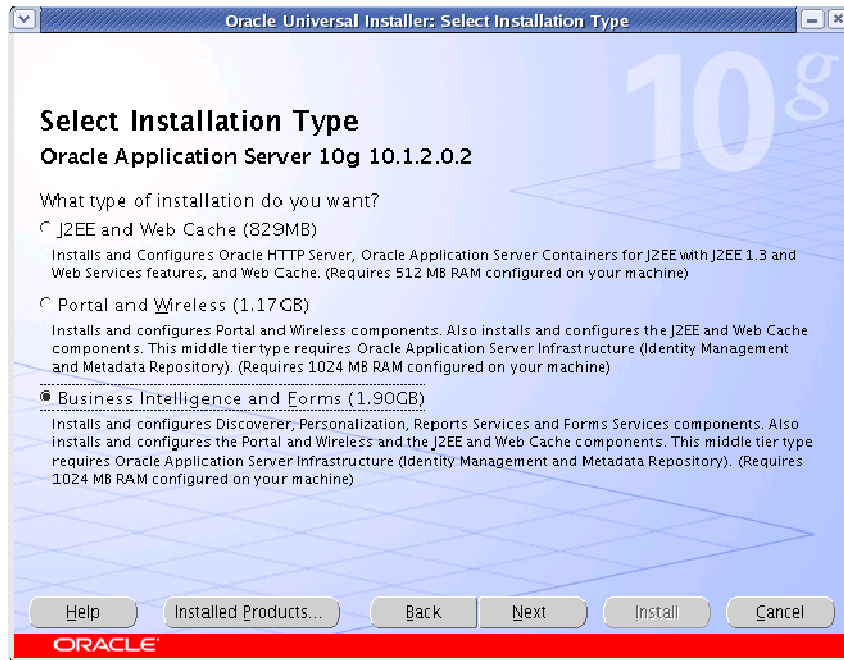 Oracle Universal Installer: Select Installation Type
10g
Select Installation Type
Oracle Application Server 10g 10.1.2.0.2
What type of installation do you want?
J2EE and Web Cache (829MB)
Installs and Configures Oracle HTTP Server, Oracle Application Server Containers for J2EE with J2EE 1.3 and
Web Services features, and Web Cache. (Requires 512 MB RAM configured on your machine)
Portal and Wireless (1.17GB)
Installs and configures Portal and Wireless components. Also installs and configures the J2EE and Web Cache
components. This middle tier type requires Oracle Application Server Infrastructure (Identity Management
and Metadata Repository). (Requires 1024 MB RAM configured on your machine)
Business Intelligence and Forms (1.90GB)
Installs and configures Discoverer, Personalization, Reports Services and Forms Services components. Also
installs and configures the Portal and Wireless and the J2EE and Web Cache components. This middle tier type
requires Oracle Application Server Infrastructure (Identity Management and Metadata Repository). (Requires
1024 MB RAM configured on your machine)
Help Installed Products... Back Next Install Cancel
ORACLE